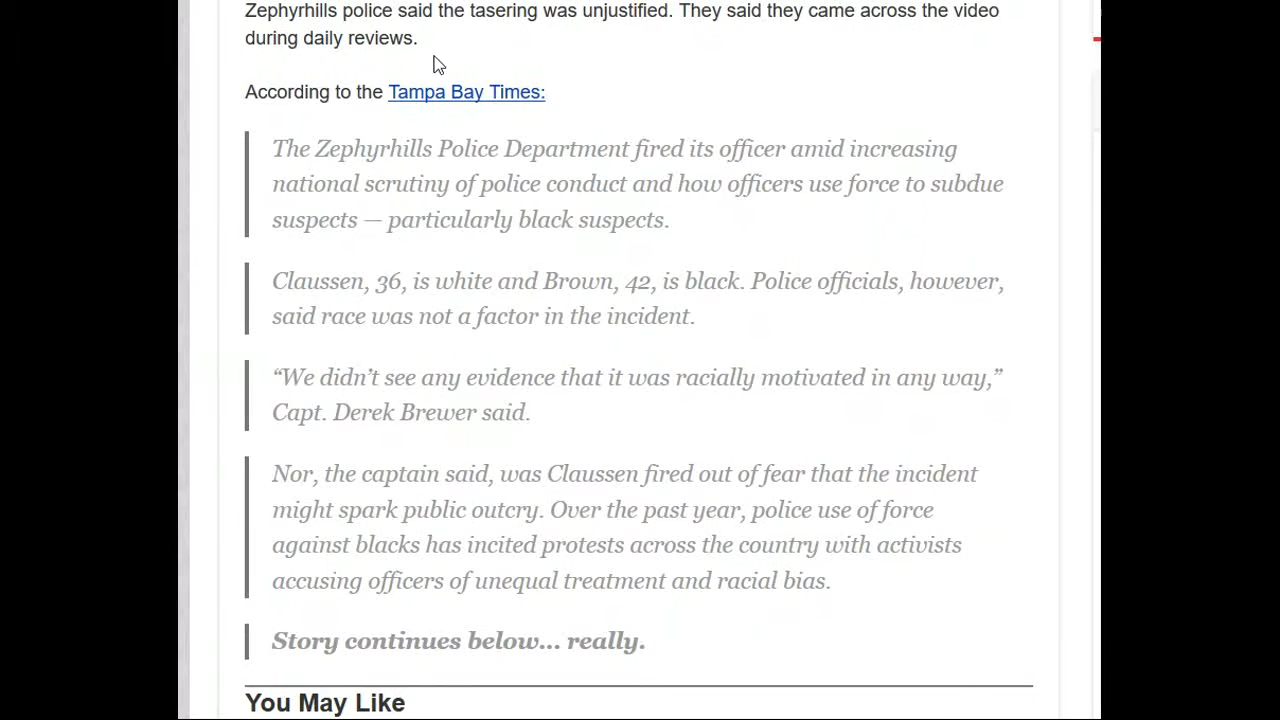 Zephyrhills police said the tasering was unjustified. They said they came across the video
during daily reviews.
According to the Tampa Bay Times:
The Zephyrhills Police Department fired its officer amid increasing
national scrutiny of police conduct and how officers use force to subdue
suspects — particularly black suspects.
Claussen, 36, is white and Brown, 42, is black. Police officials, however,
said race was not a factor in the incident.
“We didn’t see any evidence that it was racially motivated in any way,”
Capt. Derek Brewer said.
Nor, the captain said, was Claussen fired out of fear that the incident
might spark public outcry. Over the past year, police use of force
against blacks has incited protests across the country with activists
accusing officers of unequal treatment and racial bias.
Story continues below... really.
You May Like